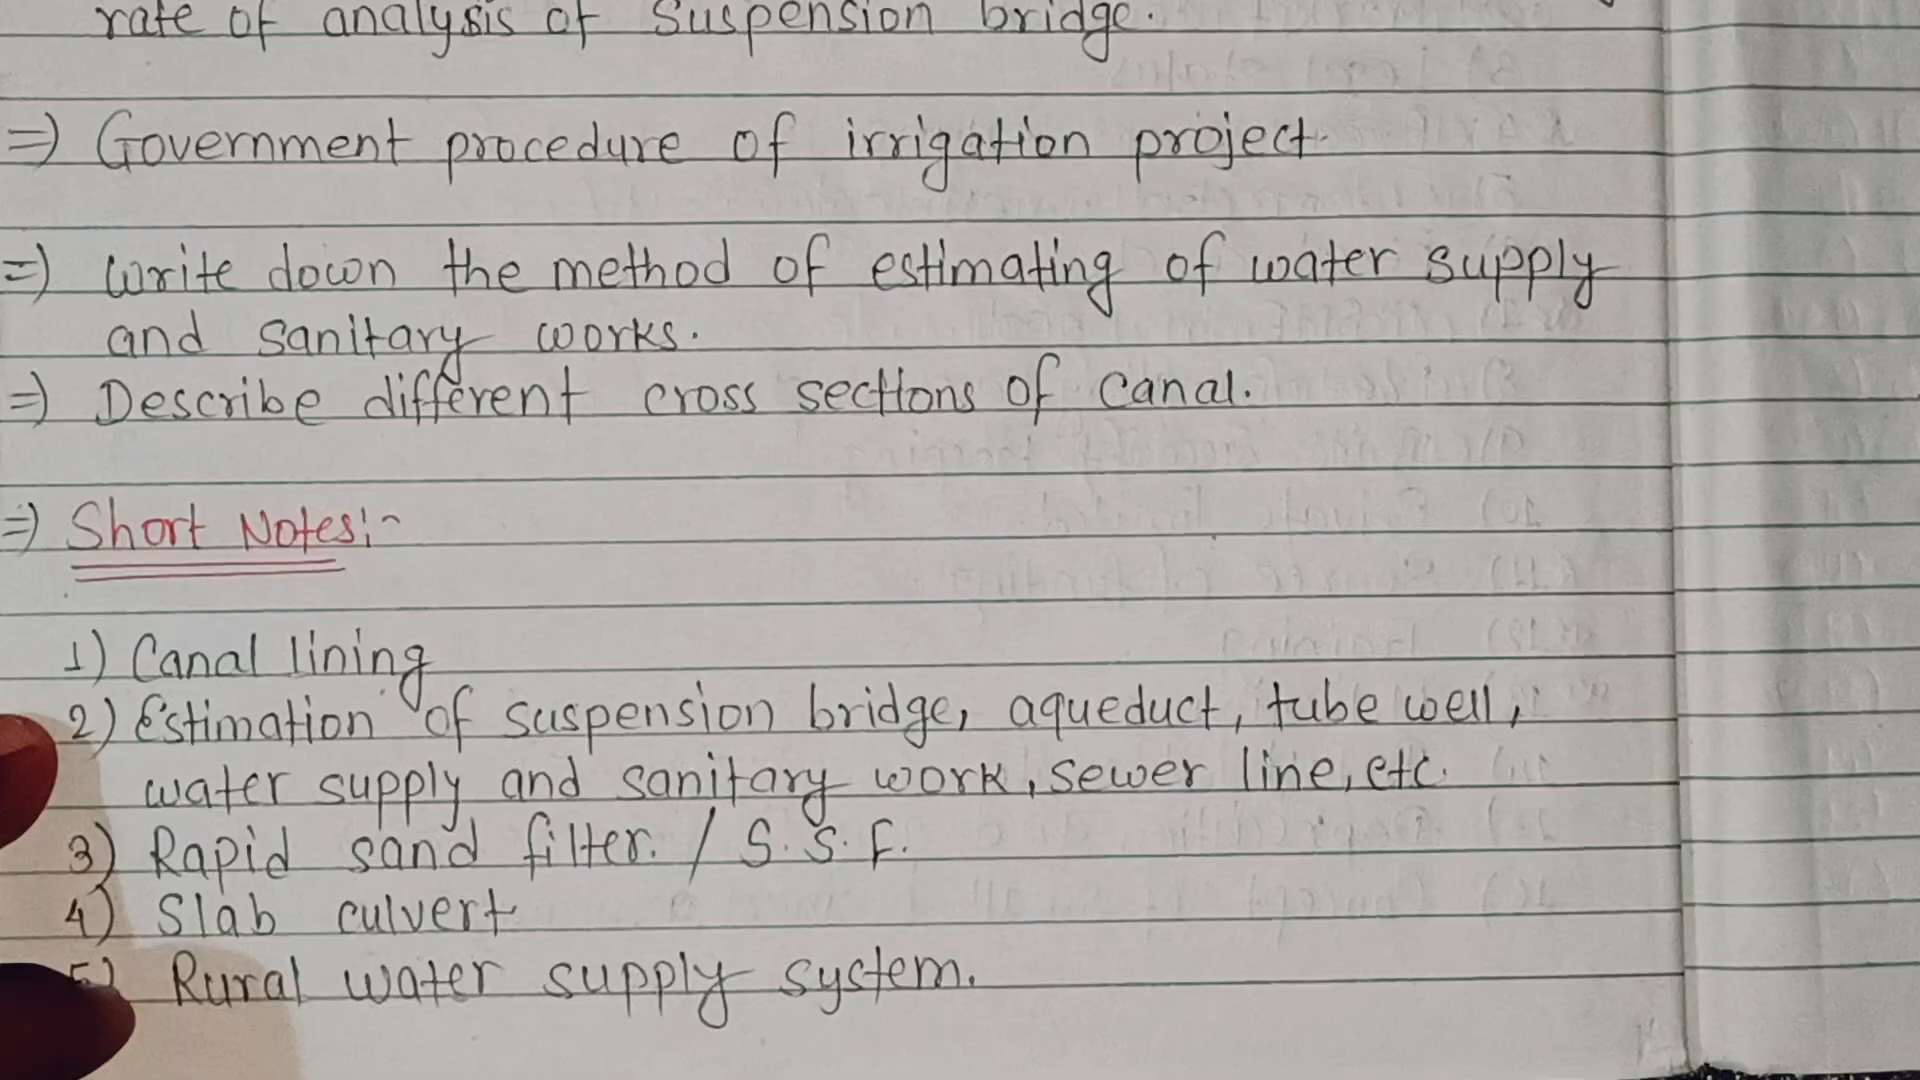 rate of analysis of suspension bridge.
=) Government procedure of irrigation project.
=) Write down the method of estimating of water supply
and sanitary works.
=) Describe different cross sections of canal.
=) Short Notes:-
1) Canal lining
2) Estimation of suspension bridge, aqueduct, tube well,
water supply and sanitary work, sewer line, etc.
3) Rapid sand filter. / S.S.F.
4) Slab culvert
5) Rural water supply system.